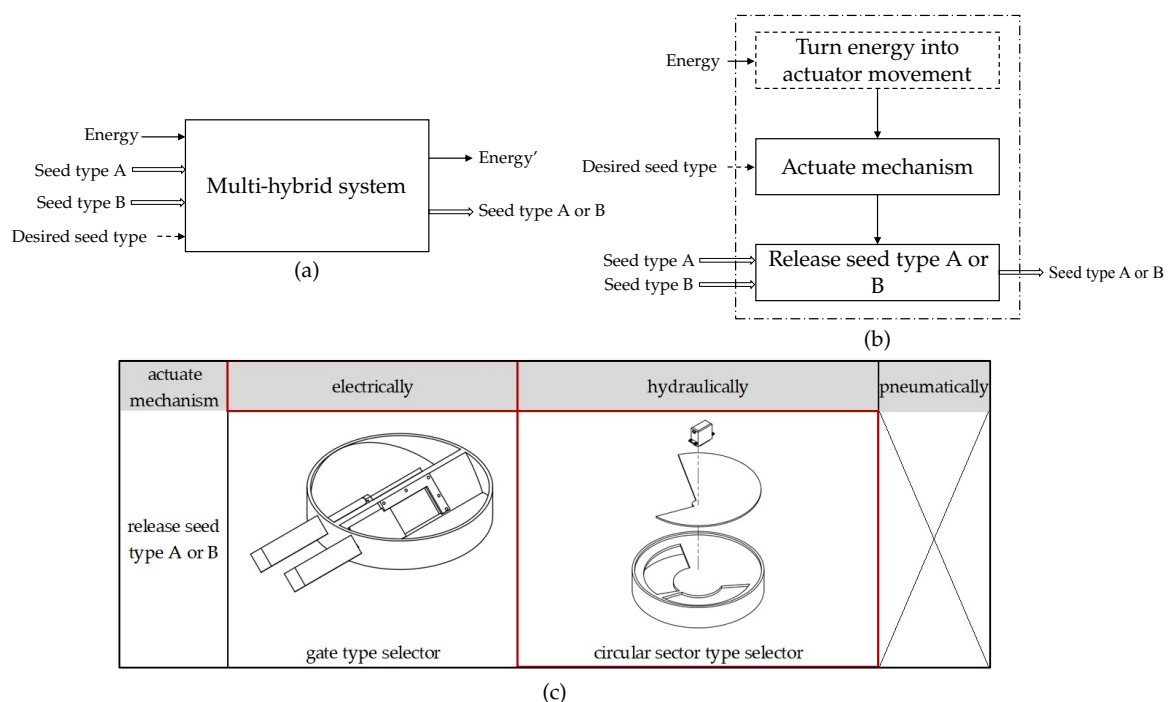 Energy
Seed type A
Seed type B
Desired seed type
Multi-hybrid system
Energy’
Seed type A or B
(a)
Energy
Turn energy into
actuator movement
Desired seed type
Actuate mechanism
Seed type A
Seed type B
Release seed type A or
B
Seed type A or B
(b)
actuate
mechanism
electrically
hydraulically
pneumatically
release seed
type A or B
gate type selector
circular sector type selector
(c)